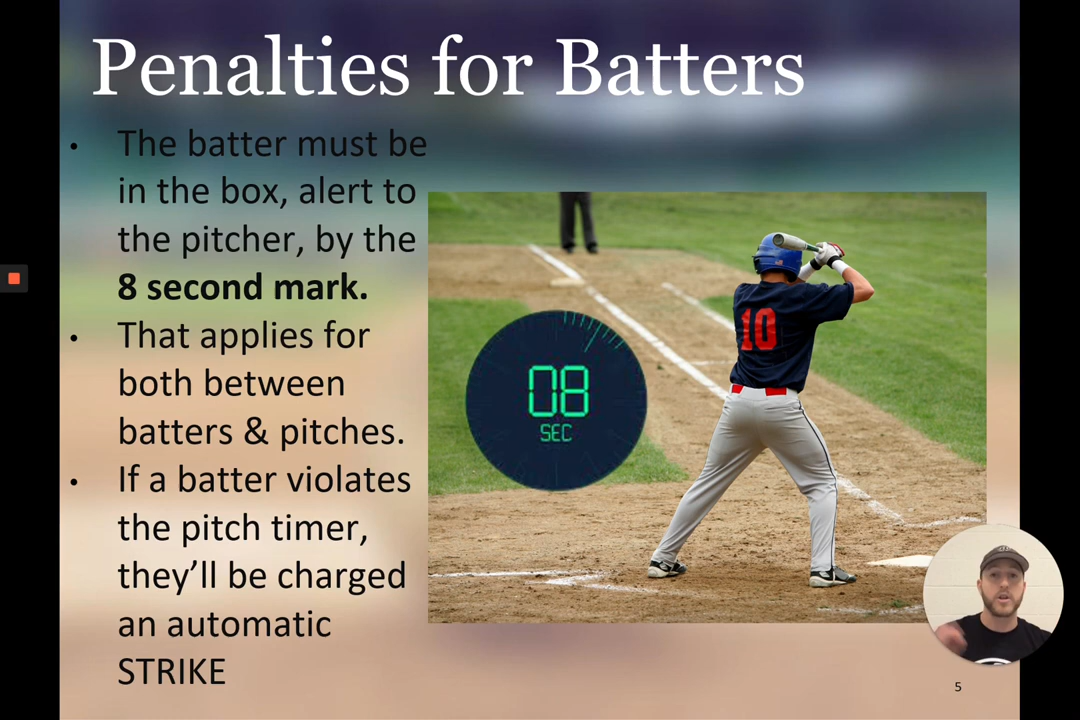 Penalties for Batters
• The batter must be
in the box, alert to
the pitcher, by the
8 second mark.
• That applies for
both between
batters & pitches.
• If a batter violates
the pitch timer,
they’ll be charged
an automatic
STRIKE
08
SEC
10
5